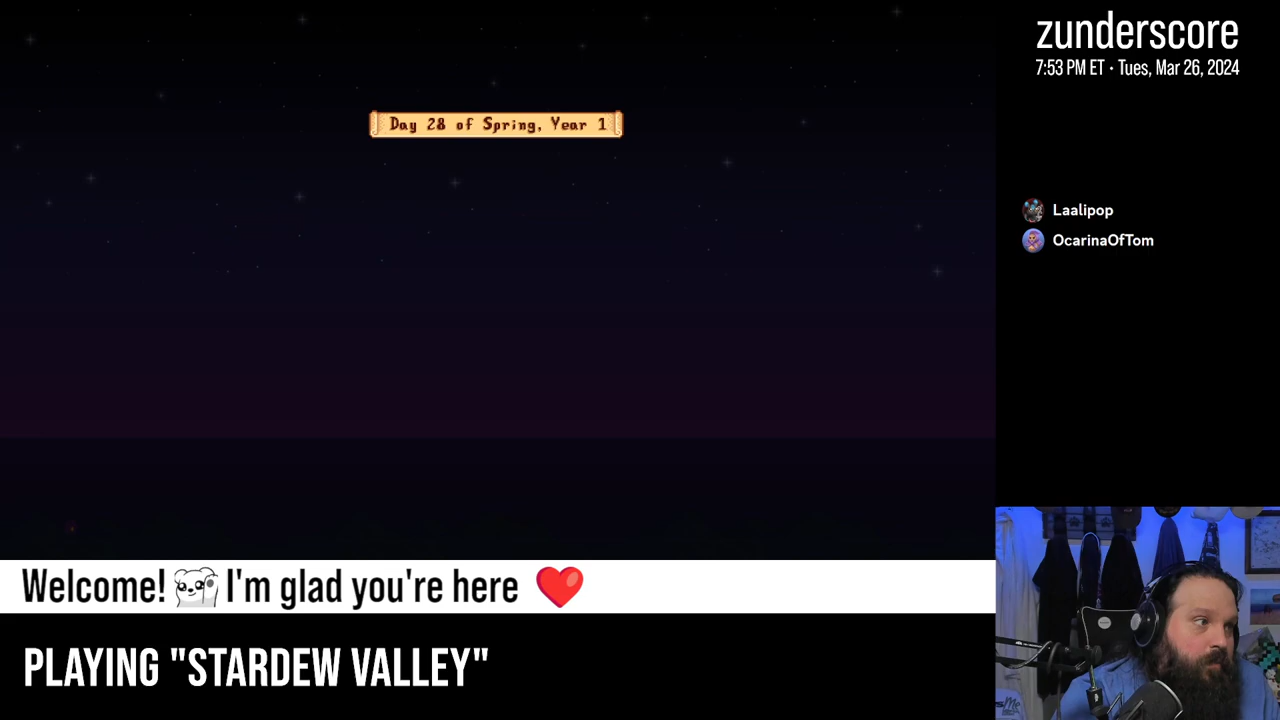 zunderscore
7:53 PM ET · Tues, Mar 26, 2024
Day 28 of Spring, Year 1
Laalipop
OcarinaOfTom
Welcome! I'm glad you're here
PLAYING "STARDEW VALLEY"